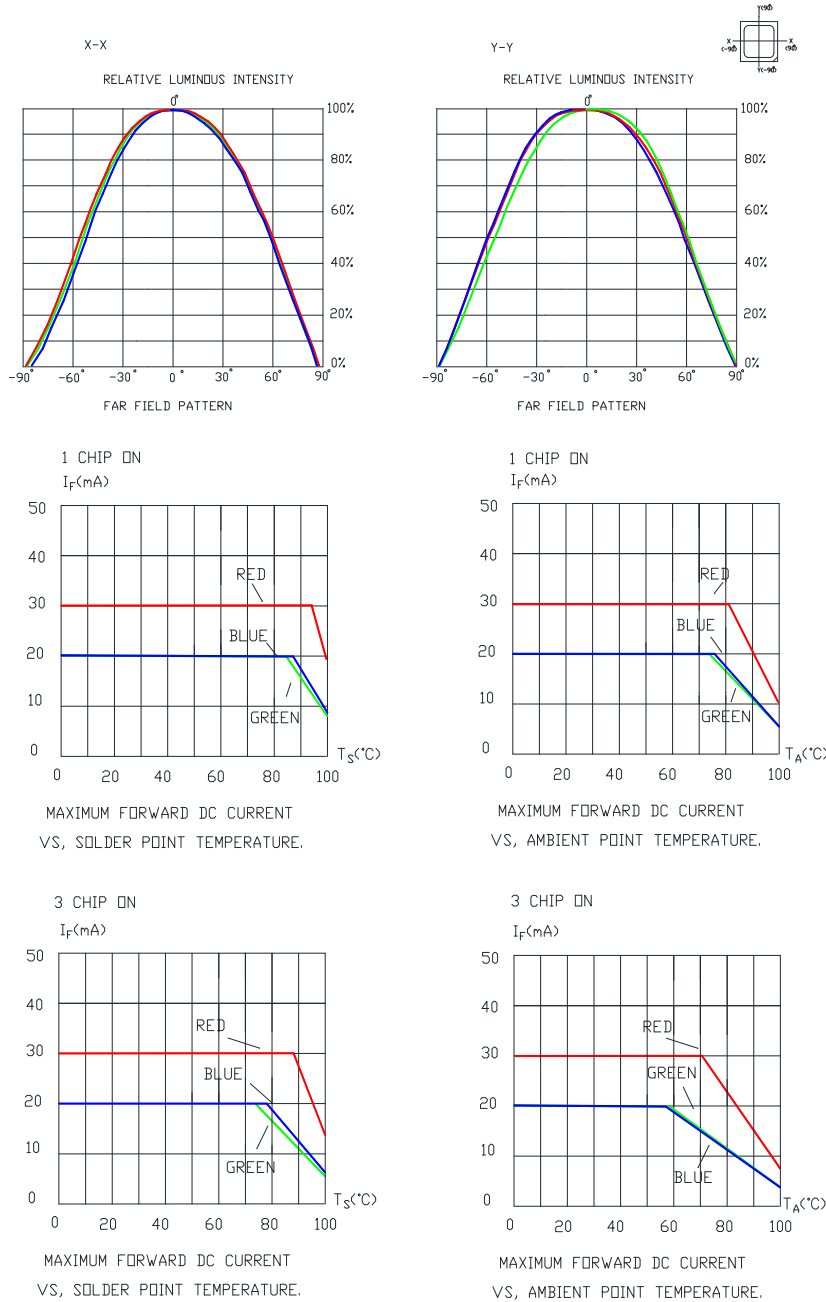 X-X
Y-Y
Y(90°)
X
(-90°)
X
(90°)
Y(-90°)
RELATIVE LUMINOUS INTENSITY
RELATIVE LUMINOUS INTENSITY
0°
100%
80%
60%
40%
20%
0%
-90° -60° -30° 0° 30° 60° 90°
FAR FIELD PATTERN
0°
100%
80%
60%
40%
20%
0%
-90° -60° -30° 0° 30° 60° 90°
FAR FIELD PATTERN
1 CHIP ON
IF(mA)
50
40
30
20
10
0
RED
BLUE
GREEN
0 20 40 60 80 100
TS(°C)
MAXIMUM FORWARD DC CURRENT
VS, SOLDER POINT TEMPERATURE.
1 CHIP ON
IF(mA)
50
40
30
20
10
0
RED
BLUE
GREEN
0 20 40 60 80 100
TA(°C)
MAXIMUM FORWARD DC CURRENT
VS, AMBIENT POINT TEMPERATURE.
3 CHIP ON
IF(mA)
50
40
30
20
10
0
RED
BLUE
GREEN
0 20 40 60 80 100
TS(°C)
MAXIMUM FORWARD DC CURRENT
VS, SOLDER POINT TEMPERATURE.
3 CHIP ON
IF(mA)
50
40
30
20
10
0
RED
GREEN
BLUE
0 20 40 60 80 100
TA(°C)
MAXIMUM FORWARD DC CURRENT
VS, AMBIENT POINT TEMPERATURE.